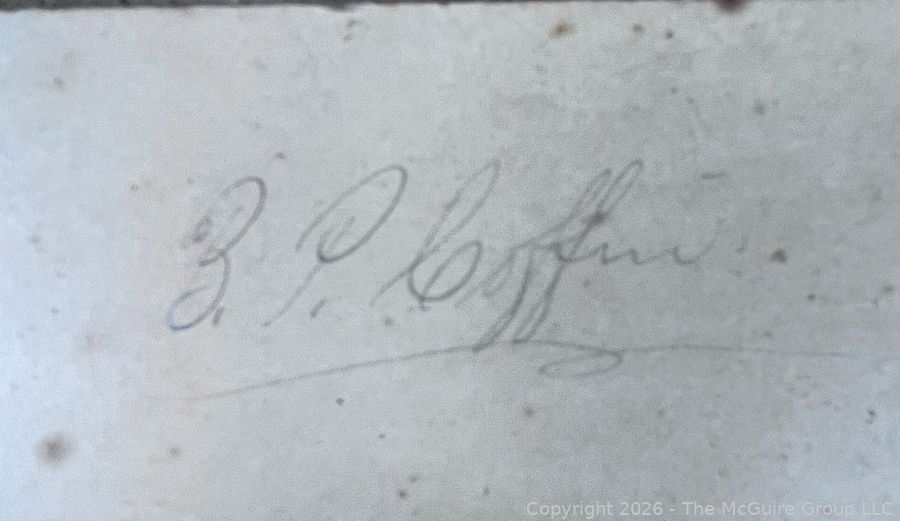 Z. P. Coffin
Copyright 2026 - The McGuire Group LLC